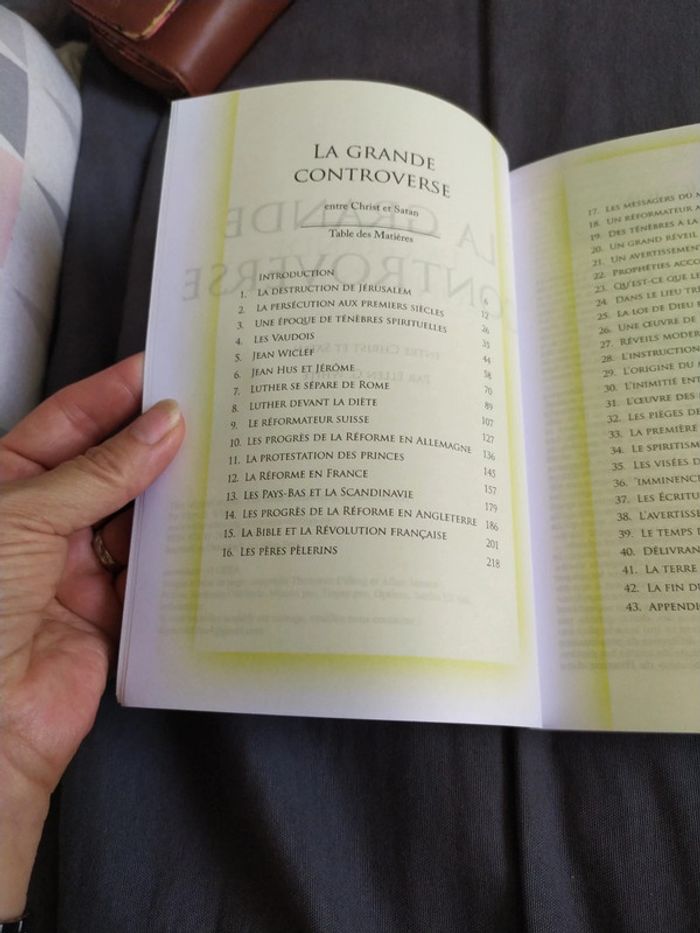 LA GRANDE
CONTROVERSE
entre Christ et Satan
Table des Matières
INTRODUCTION 6
1. LA DESTRUCTION DE JÉRUSALEM 12
2. LA PERSÉCUTION AUX PREMIERS SIÈCLES 26
3. UNE ÉPOQUE DE TÉNÈBRES SPIRITUELLES 35
4. LES VAUDOIS 44
5. JEAN WICLEF 58
6. JEAN HUS ET JÉRÔME 70
7. LUTHER SE SÉPARE DE ROME 89
8. LUTHER DEVANT LA DIÈTE 107
9. LE RÉFORMATEUR SUISSE 127
10. LES PROGRÈS DE LA RÉFORME EN ALLEMAGNE 136
11. LA PROTESTATION DES PRINCES 145
12. LA RÉFORME EN FRANCE 157
13. LES PAYS-BAS ET LA SCANDINAVIE 179
14. LES PROGRÈS DE LA RÉFORME EN ANGLETERRE 186
15. LA BIBLE ET LA RÉVOLUTION FRANÇAISE 201
16. LES PÈRES PÈLERINS 218
17. LES MESSAGERS DU
18. UN RÉFORMATEUR
19. DES TÉNÈBRES À LA
20. UN GRAND RÉVEIL
21. UN AVERTISSEMENT
22. PROPHÉTIES ACCO
23. QU'EST-CE QUE LE
24. DANS LE LIEU TR
25. LA LOI DE DIEU
26. UNE ŒUVRE DE
27. RÉVEILS MODER
28. L'INSTRUCTION
29. L'ORIGINE DU
30. L'INIMITIÉ ENT
31. L'ŒUVRE DES
32. LES PIÈGES DE
33. LA PREMIÈRE
34. LE SPIRITISM
35. LES VISÉES D
36. "IMMINENC
37. LES ÉCRITU
38. L'AVERTISSE
39. LE TEMPS D
40. DÉLIVRAN
41. LA TERRE
42. LA FIN DU
43. APPENDI